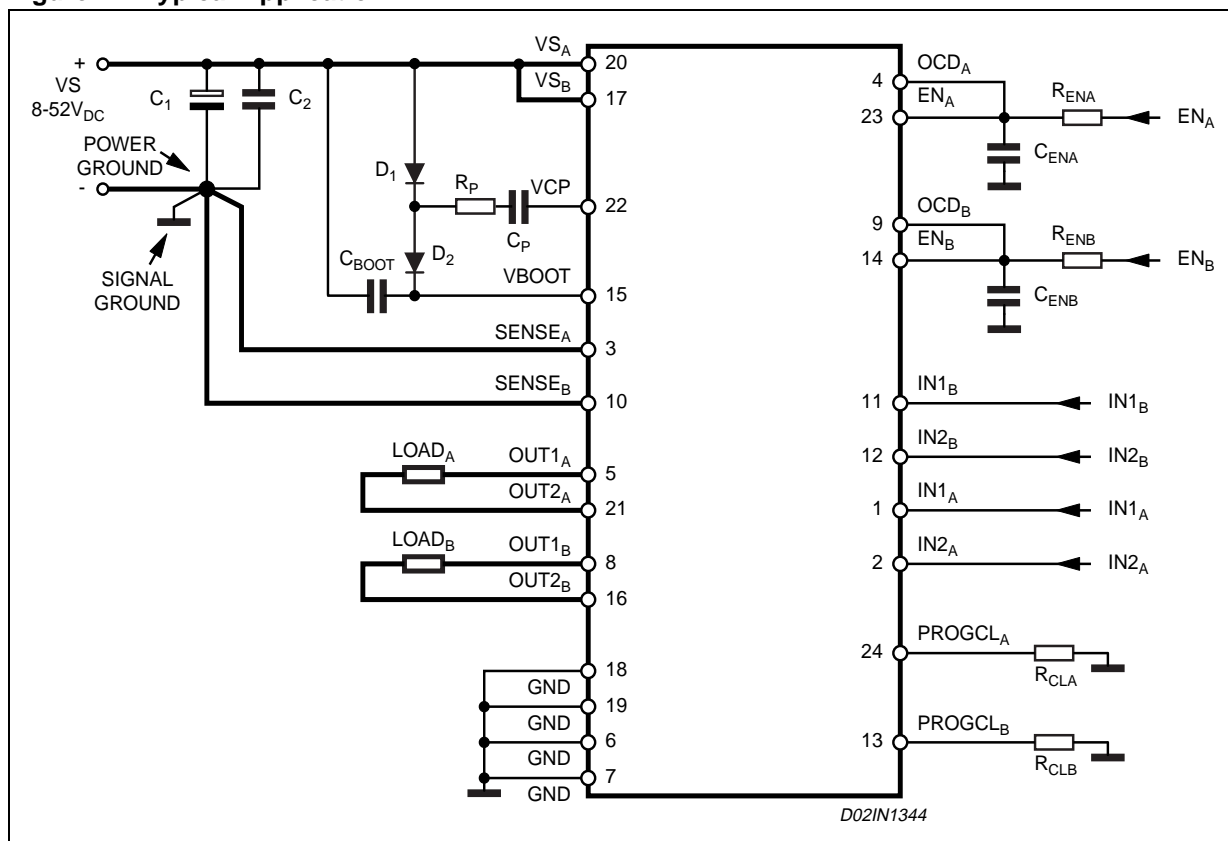 +
VS
8-52VDC
C1
C2
VSA
20
VSB
17
POWER
GROUND
-
SIGNAL
GROUND
D1
RP
VCP
22
CP
CBOOT
D2
VBOOT
15
SENSEA
3
SENSEB
10
LOADA
OUT1A
5
OUT2A
21
LOADB
OUT1B
8
OUT2B
16
18
GND
19
GND
6
GND
7
GND
OCDA
4
ENA
23
RENA
ENA
CENA
OCDB
9
ENB
14
RENB
ENB
CENB
IN1B
11
IN1B
IN2B
12
IN2B
IN1A
1
IN1A
IN2A
2
IN2A
PROGCLA
24
RCLA
PROGCLB
13
RCLB
D02IN1344